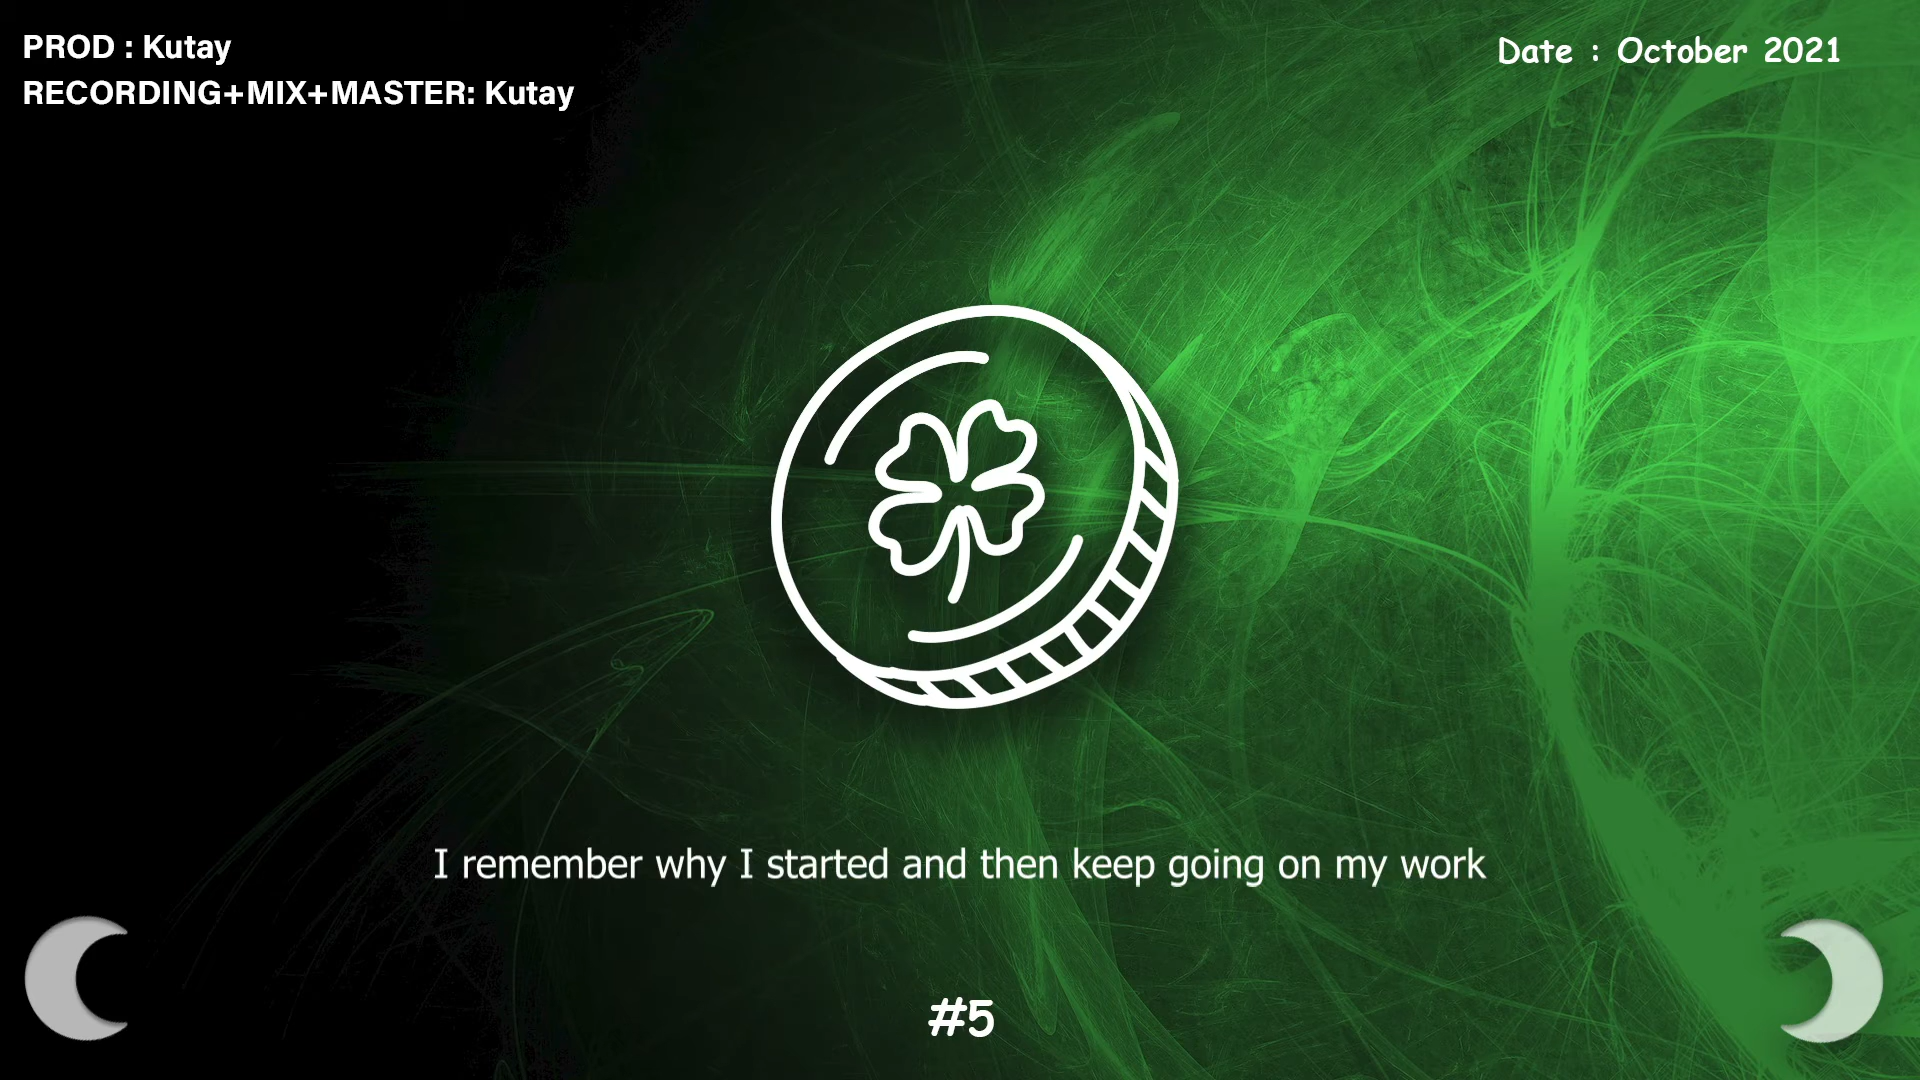 PROD : Kutay
RECORDING+MIX+MASTER: Kutay
Date : October 2021
I remember why I started and then keep going on my work
#5